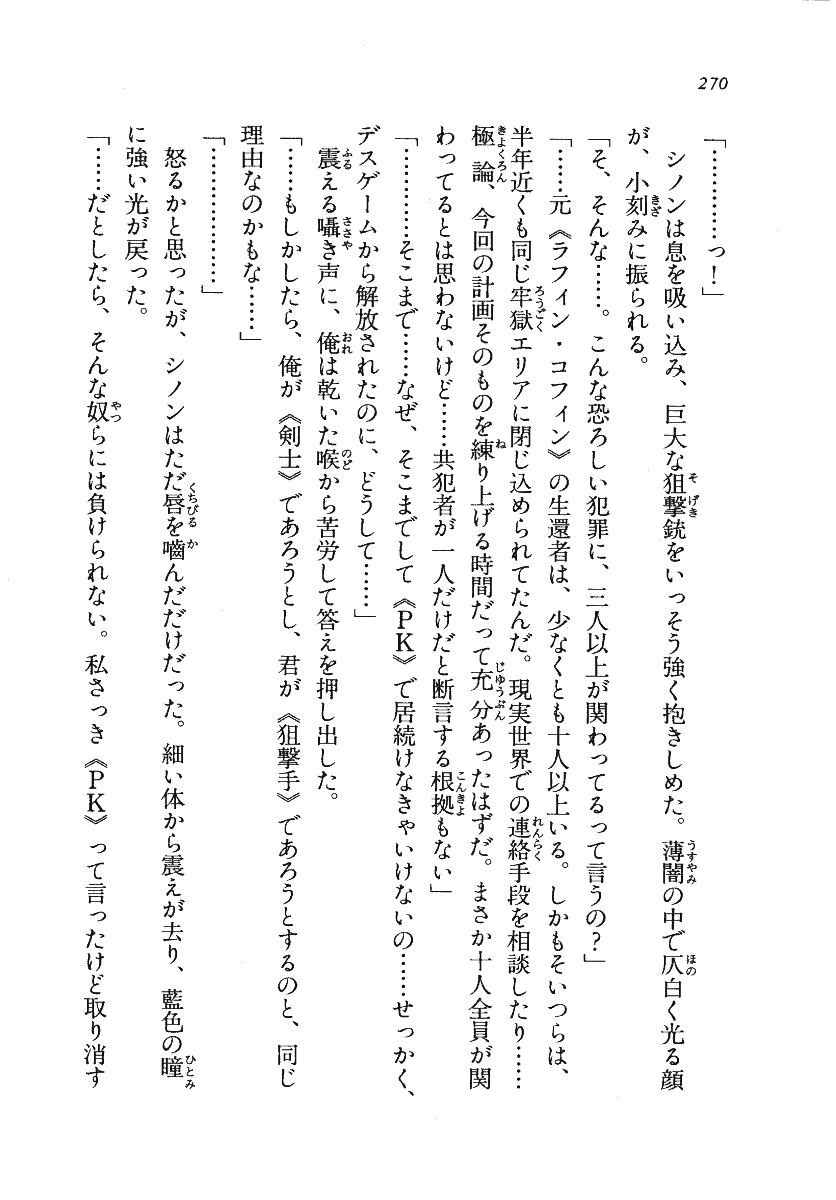 270
「…………っ！」
　シノンは息を吸い込み、巨大な狙撃銃をいっそう強く抱きしめた。薄闇の中で仄白く光る顔
が、小刻みに振られる。
「そ、そんな……。こんな恐ろしい犯罪に、三人以上が関わってるって言うの？」
「……元《ラフィン・コフィン》の生還者は、少なくとも十人以上いる。しかもそいつらは、
半年近くも同じ牢獄エリアに閉じ込められてたんだ。現実世界での連絡手段を相談したり……
極論、今回の計画そのものを練り上げる時間だって充分あったはずだ。まさか十人全員が関
わってるとは思わないけど……共犯者が一人だけだと断言する根拠もない」
「…………そこまで……なぜ、そこまでして《ＰＫ》で居続けなきゃいけないの……せっかく、
デスゲームから解放されたのに、どうして……」
　震える囁き声に、俺は乾いた喉から苦労して答えを押し出した。
「……もしかしたら、俺が《剣士》であろうとし、君が《狙撃手》であろうとするのと、同じ
理由なのかもな……」
「………………」
　怒るかと思ったが、シノンはただ唇を嚙んだだけだった。細い体から震えが去り、藍色の瞳
に強い光が戻った。
「……だとしたら、そんな奴らには負けられない。私さっき《ＰＫ》って言ったけど取り消す